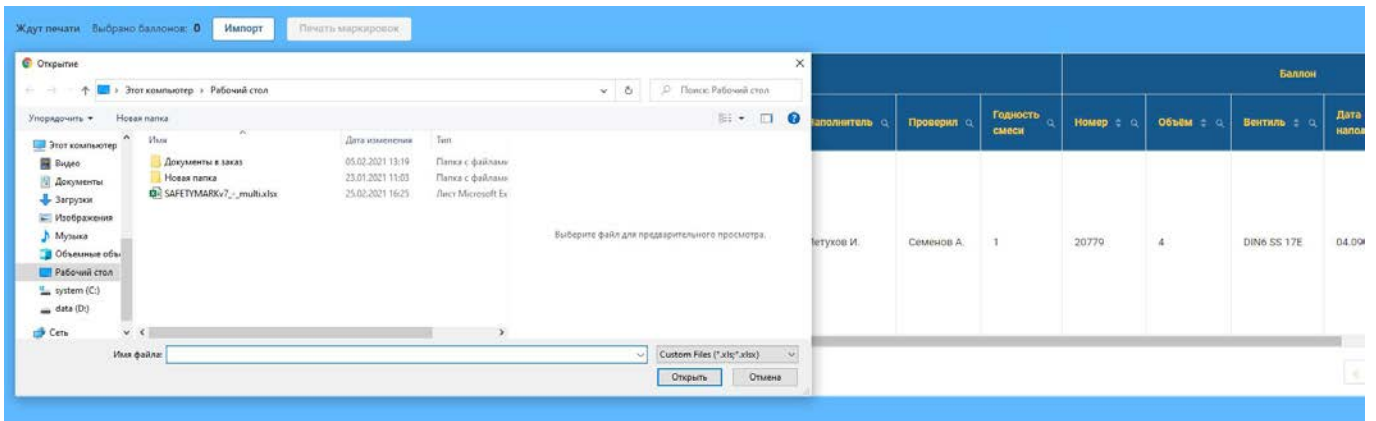 Ждут печати Выбрано баллонов: 0 Импорт Печать маркировок
Открытие
Этот компьютер › Рабочий стол
Поиск: Рабочий стол
Упорядочить Новая папка
Этот компьютер
Видео
Документы
Загрузки
Изображения
Музыка
Объемные объ
Рабочий стол
system (C:)
data (D:)
Сеть
Имя Дата изменения Тип
Документы в заказ 05.02.2021 13:19 Папка с файлами
Новая папка 23.01.2021 11:03 Папка с файлами
SAFETYMARKv7_-_multi.xlsx 25.02.2021 16:25 Лист Microsoft Ex
Выберите файл для предварительного просмотра.
Имя файла: Custom Files (*.xls;*.xlsx)
Открыть Отмена
Баллон
аполнитель Проверил Годность смеси Номер Объём Вентиль Дата
напол
Петухов И. Семенов А. 1 20779 4 DIN6 SS 17E 04.09